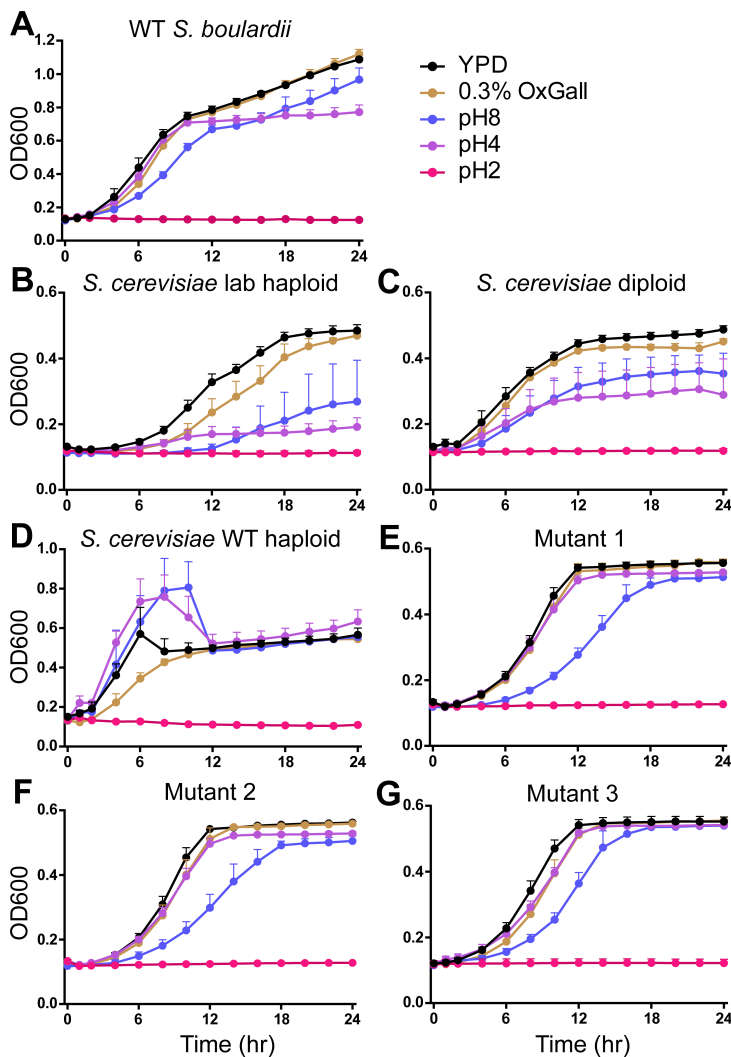 A
WT S. boulardii
OD600
1.2
1.0
0.8
0.6
0.4
0.2
0.0
0 6 12 18 24
YPD
0.3% OxGall
pH8
pH4
pH2
B
S. cerevisiae lab haploid
OD600
0.6
0.4
0.2
0.0
0 6 12 18 24
C
S. cerevisiae diploid
0.6
0.4
0.2
0.0
0 6 12 18 24
D
S. cerevisiae WT haploid
OD600
1.0
0.8
0.6
0.4
0.2
0.0
0 6 12 18 24
E
Mutant 1
0.6
0.4
0.2
0.0
0 6 12 18 24
F
Mutant 2
OD600
0.6
0.4
0.2
0.0
0 6 12 18 24
Time (hr)
G
Mutant 3
0.6
0.4
0.2
0.0
0 6 12 18 24
Time (hr)